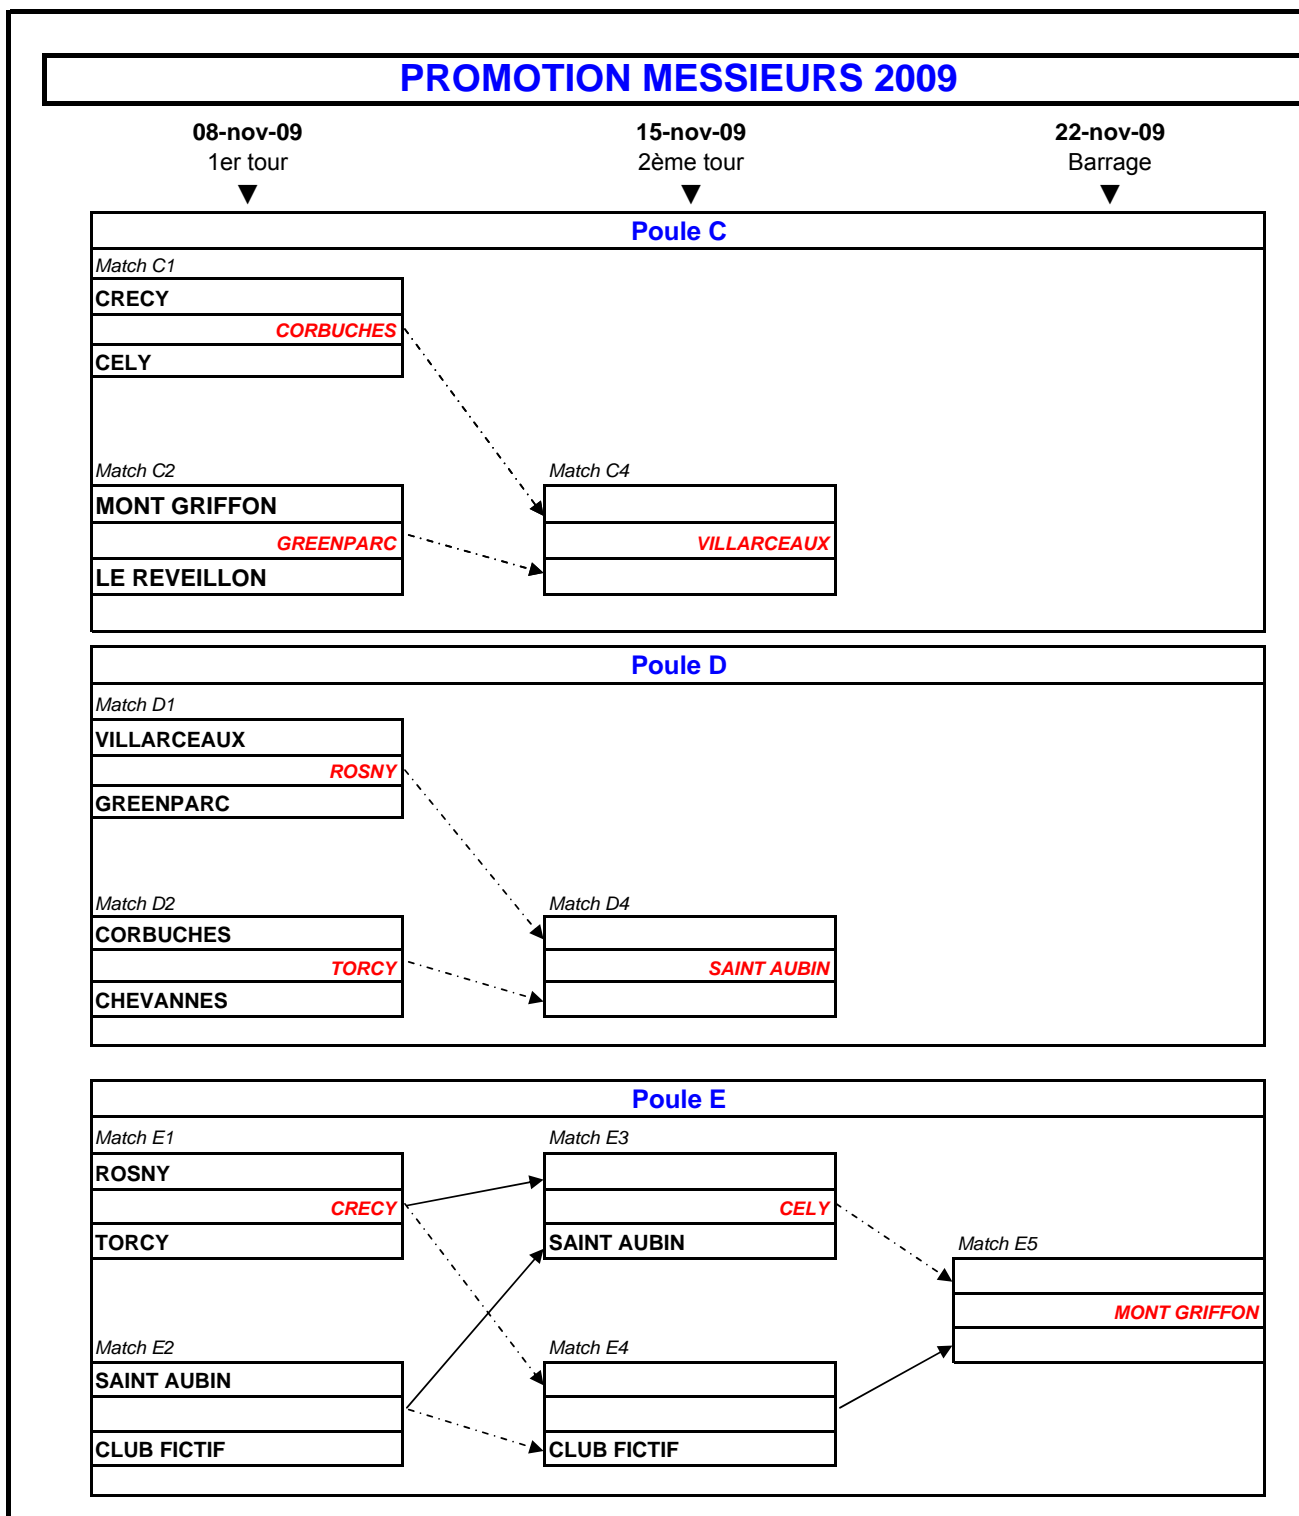 PROMOTION MESSIEURS 2009
08-nov-09 15-nov-09 22-nov-09
1er tour 2ème tour Barrage
Poule C
Match C1
CRECY
CORBUCHES
CELY
Match C2 Match C4
MONT GRIFFON
GREENPARC VILLARCEAUX
LE REVEILLON
Poule D
Match D1
VILLARCEAUX
ROSNY
GREENPARC
Match D2 Match D4
CORBUCHES
TORCY SAINT AUBIN
CHEVANNES
Poule E
Match E1 Match E3
ROSNY
CRECY CELY
TORCY SAINT AUBIN Match E5
MONT GRIFFON
Match E2 Match E4
SAINT AUBIN
CLUB FICTIF CLUB FICTIF